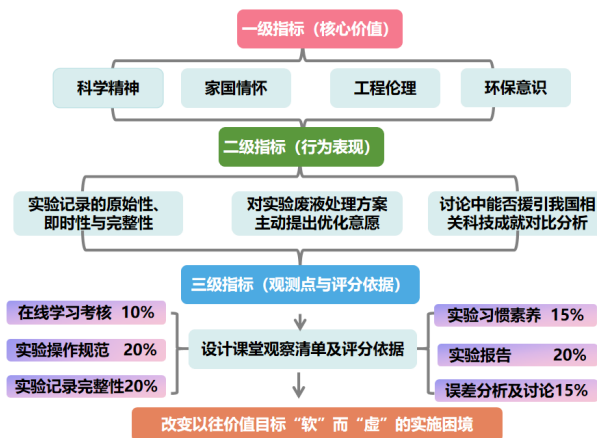 一级指标（核心价值）
科学精神
家国情怀
工程伦理
环保意识
二级指标（行为表现）
实验记录的原始性、
即时性与完整性
对实验废液处理方案
主动提出优化意愿
讨论中能否援引我国相
关科技成就对比分析
三级指标（观测点与评分依据）
在线学习考核 10%
实验操作规范 20%
实验记录完整性20%
设计课堂观察清单及评分依据
实验习惯素养 15%
实验报告 20%
误差分析及讨论15%
改变以往价值目标“软”而“虚”的实施困境